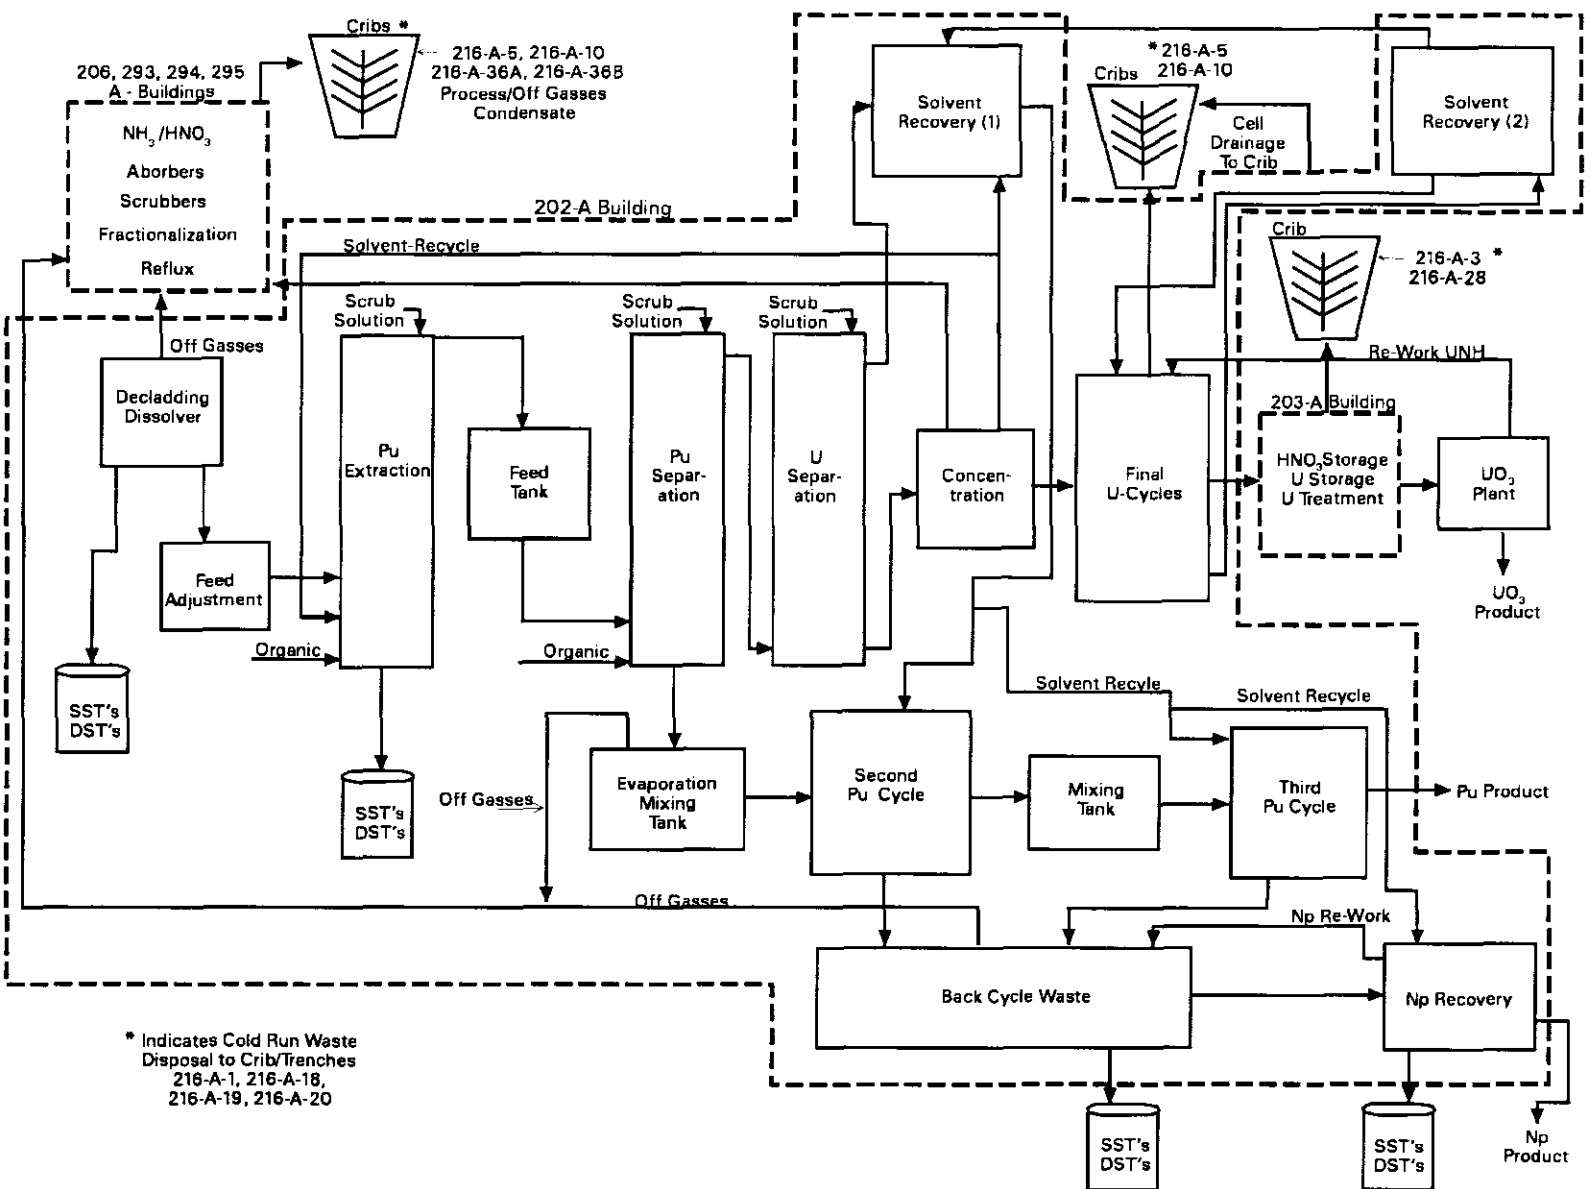 Cribs *
216-A-5, 216-A-10
216-A-36A, 216-A-36B
Process/Off Gasses
Condensate
206, 293, 294, 295
A - Buildings
NH₃/HNO₃
Aborbers
Scrubbers
Fractionalization
Reflux
202-A Building
Solvent-Recycle
Solvent
Recovery (1)
* 216-A-5
216-A-10
Cribs
Cell
Drainage
To Crib
Solvent
Recovery (2)
Crib
216-A-3 *
216-A-28
Off Gasses
Decladding
Dissolver
Scrub
Solution
Pu
Extraction
Feed
Tank
Scrub
Solution
Pu
Separ-
ation
Scrub
Solution
U
Separ-
ation
Concen-
tration
Final
U-Cycles
Re-Work UNH
203-A Building
HNO₃Storage
U Storage
U Treatment
UO₃
Plant
UO₃
Product
Feed
Adjustment
Organic
Organic
SST's
DST's
SST's
DST's
Off Gasses
Evaporation
Mixing
Tank
Second
Pu Cycle
Mixing
Tank
Solvent Recyle
Solvent Recycle
Third
Pu Cycle
Pu Product
Off Gasses
Np Re-Work
Back Cycle Waste
Np Recovery
* Indicates Cold Run Waste
Disposal to Crib/Trenches
216-A-1, 216-A-18,
216-A-19, 216-A-20
SST's
DST's
SST's
DST's
Np
Product